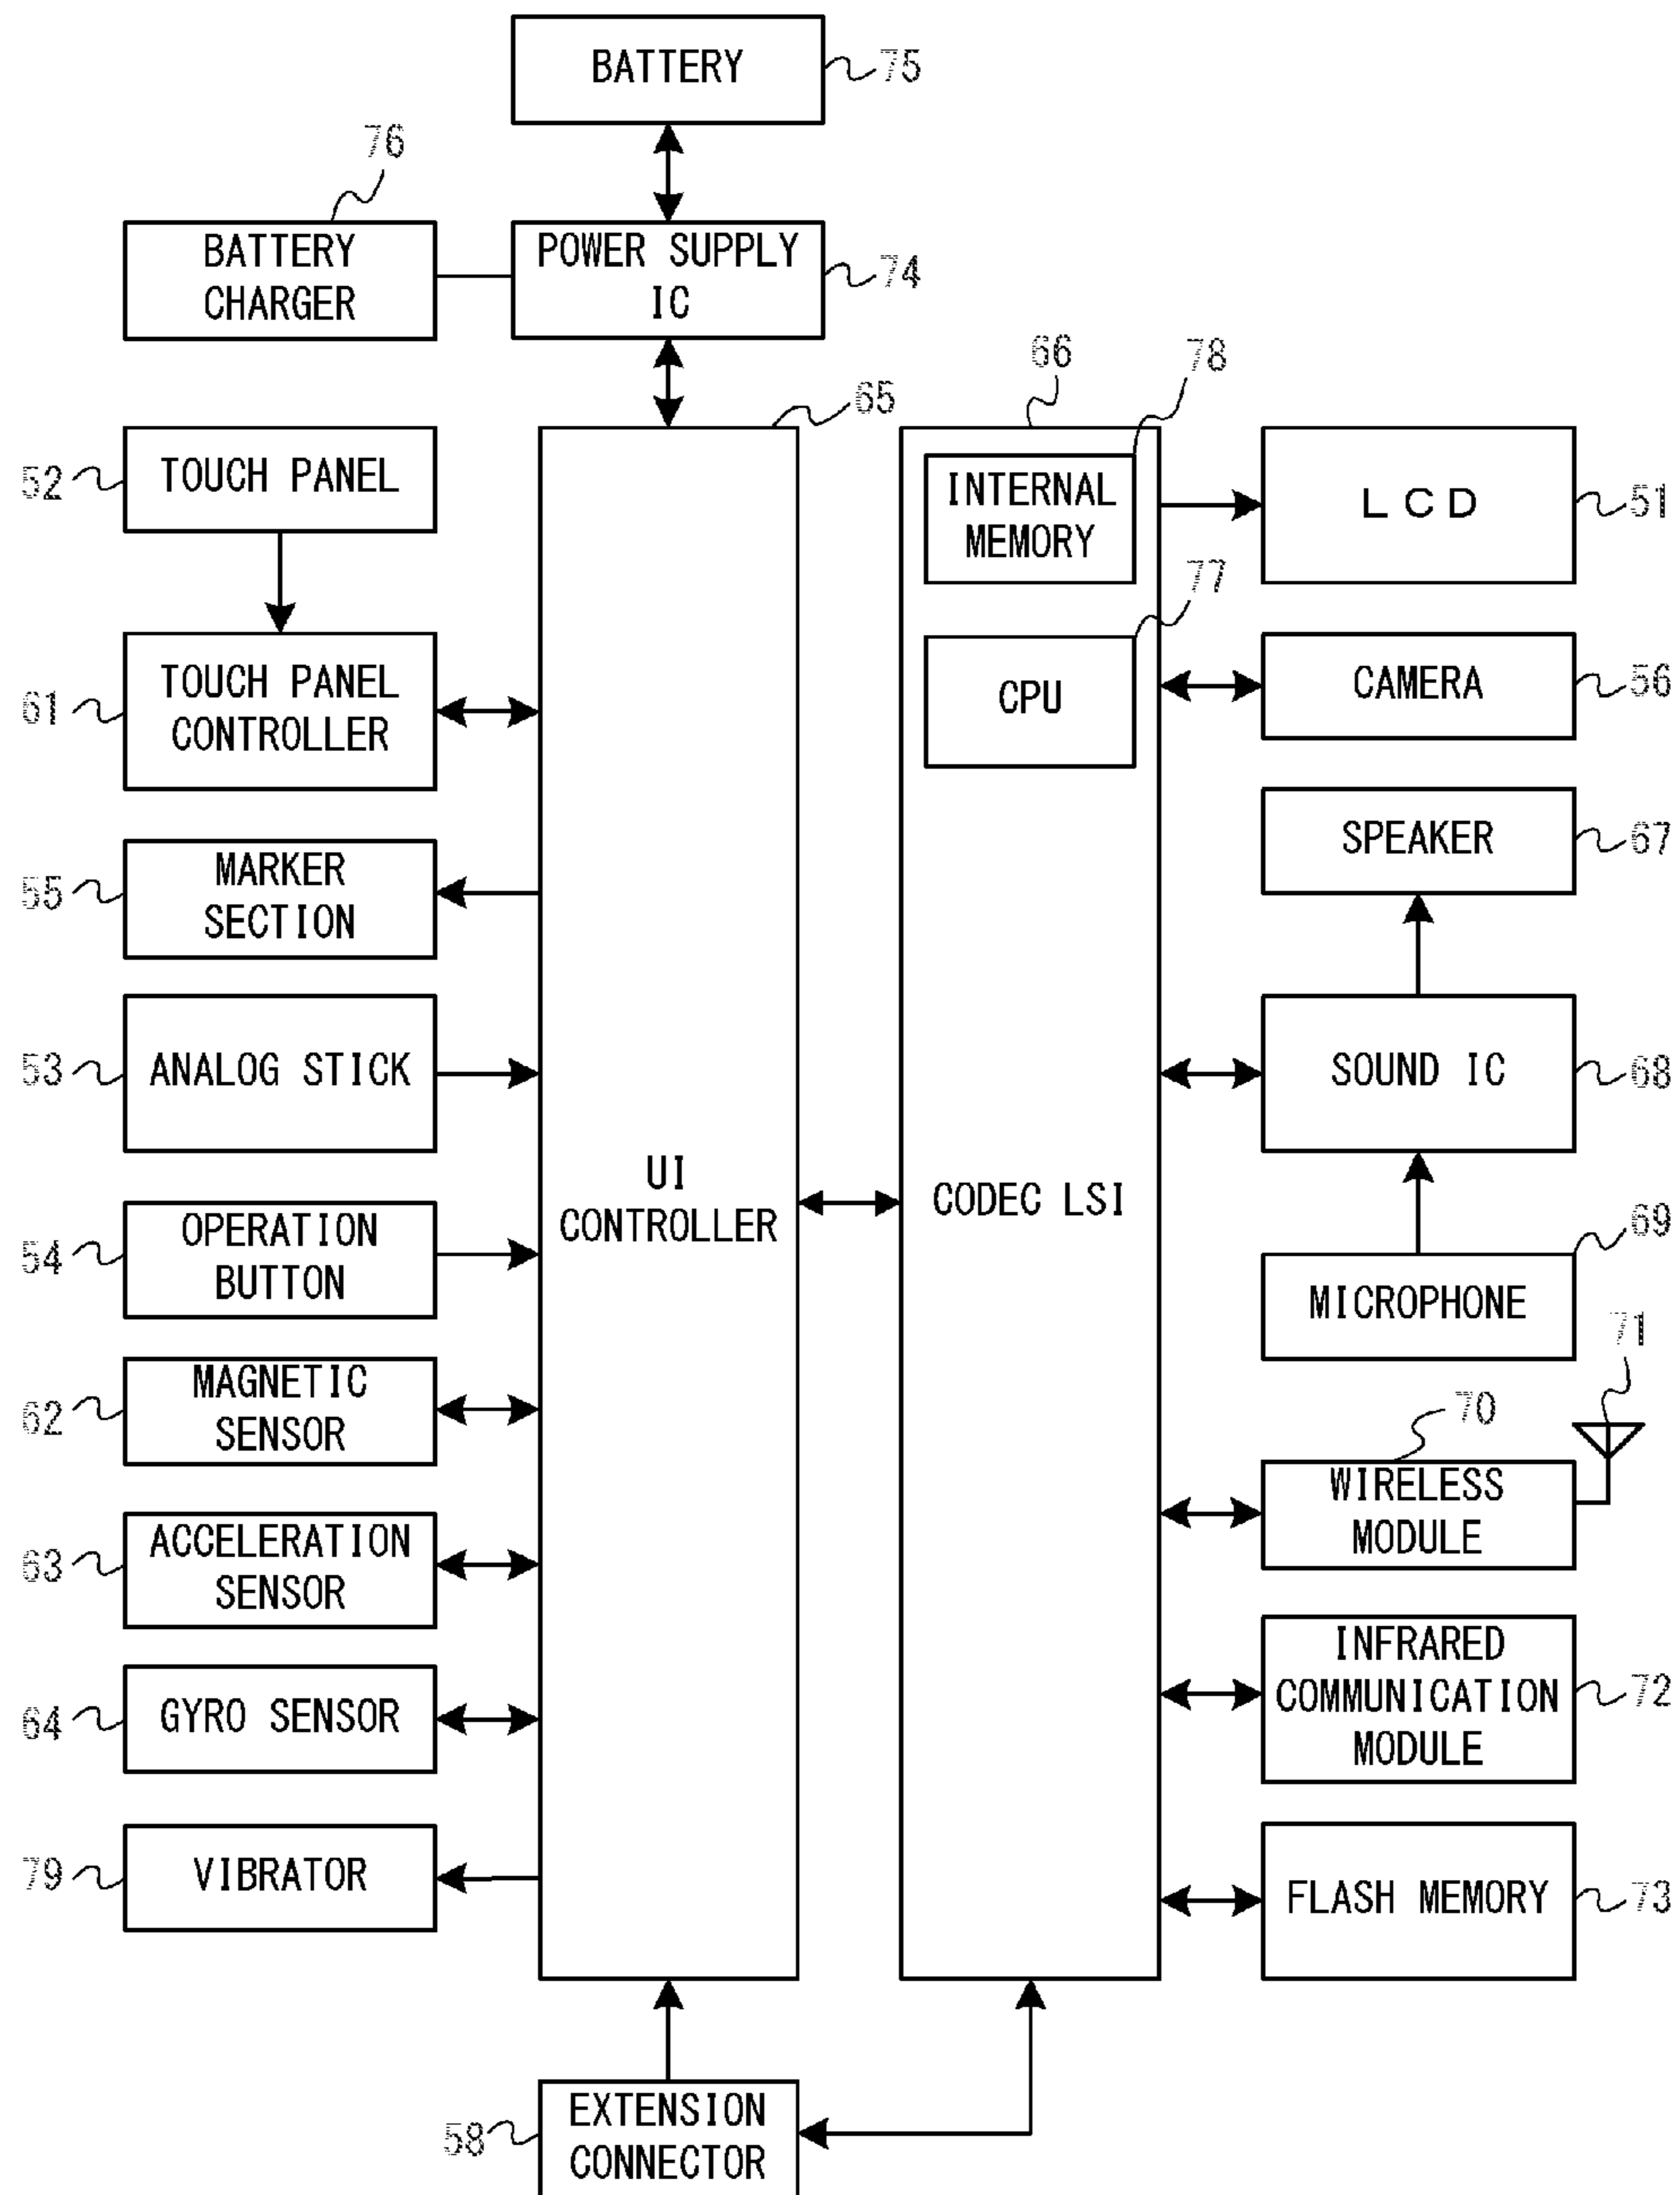 BATTERY
75
76
BATTERY
CHARGER
POWER SUPPLY
IC
74
65
66
78
52
TOUCH PANEL
INTERNAL
MEMORY
LCD
51
77
61
TOUCH PANEL
CONTROLLER
CPU
CAMERA
56
SPEAKER
67
55
MARKER
SECTION
53
ANALOG STICK
SOUND IC
68
UI
CONTROLLER
CODEC LSI
54
OPERATION
BUTTON
69
MICROPHONE
71
62
MAGNETIC
SENSOR
70
WIRELESS
MODULE
63
ACCELERATION
SENSOR
64
GYRO SENSOR
INFRARED
COMMUNICATION
MODULE
72
79
VIBRATOR
FLASH MEMORY
73
58
EXTENSION
CONNECTOR